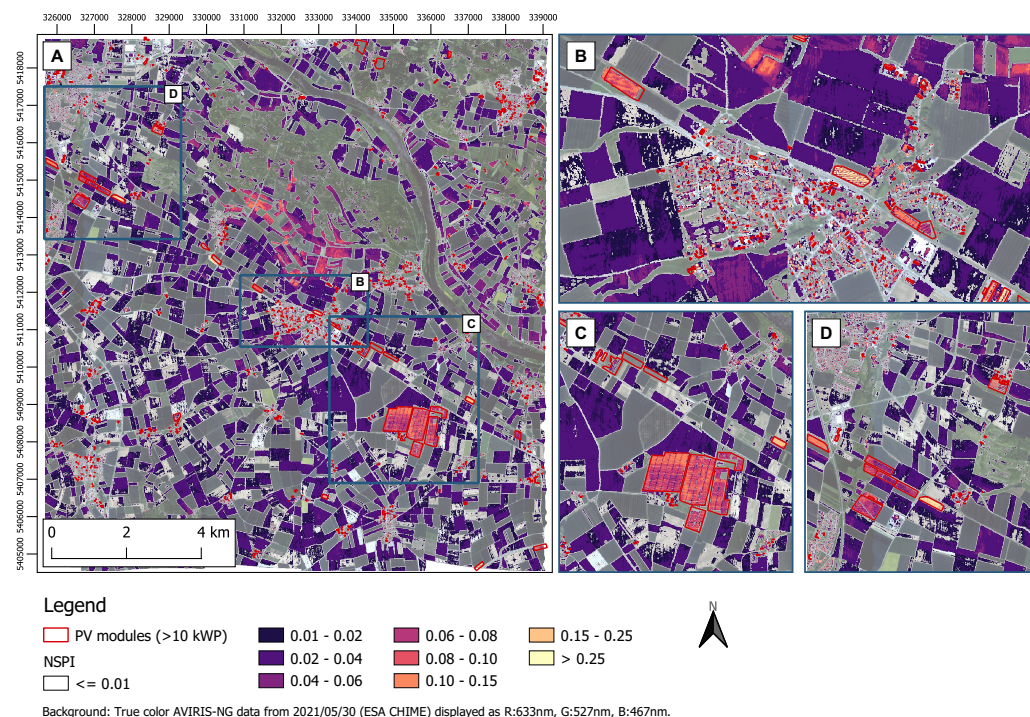 326000 327000 328000 329000 330000 331000 332000 333000 334000 335000 336000 337000 338000 339000
5418000
5417000
5416000
5415000
5414000
5413000
5412000
5411000
5410000
5409000
5408000
5407000
5406000
5405000
A
D
B
C
0 2 4 km
B
C
D
Legend
PV modules (>10 kWP)
NSPI
<= 0.01
0.01 - 0.02
0.02 - 0.04
0.04 - 0.06
0.06 - 0.08
0.08 - 0.10
0.10 - 0.15
0.15 - 0.25
> 0.25
N
Background: True color AVIRIS-NG data from 2021/05/30 (ESA CHIME) displayed as R:633nm, G:527nm, B:467nm.